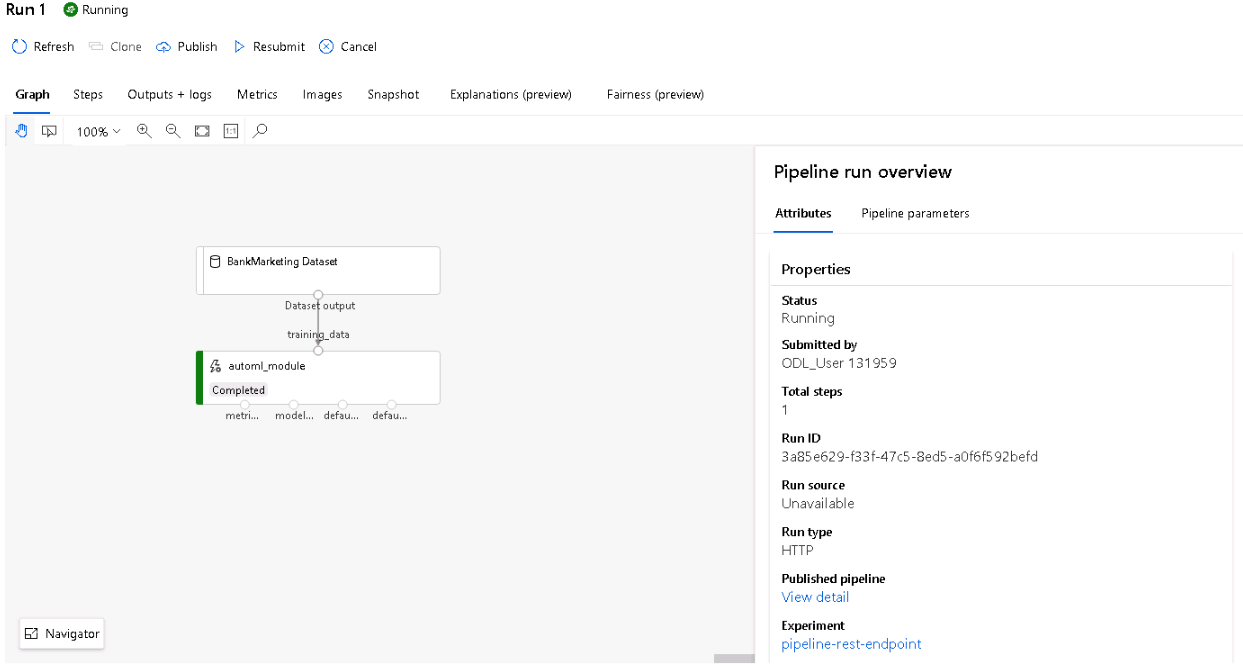 Run 1 Running
Refresh Clone Publish Resubmit Cancel
Graph Steps Outputs + logs Metrics Images Snapshot Explanations (preview) Fairness (preview)
100% 1:1
BankMarketing Dataset
Dataset output
training_data
automl_module
Completed
metri... model... defau... defau...
Navigator
Pipeline run overview
Attributes Pipeline parameters
Properties
Status
Running
Submitted by
ODL_User 131959
Total steps
1
Run ID
3a85e629-f33f-47c5-8ed5-a0f6f592befd
Run source
Unavailable
Run type
HTTP
Published pipeline
View detail
Experiment
pipeline-rest-endpoint